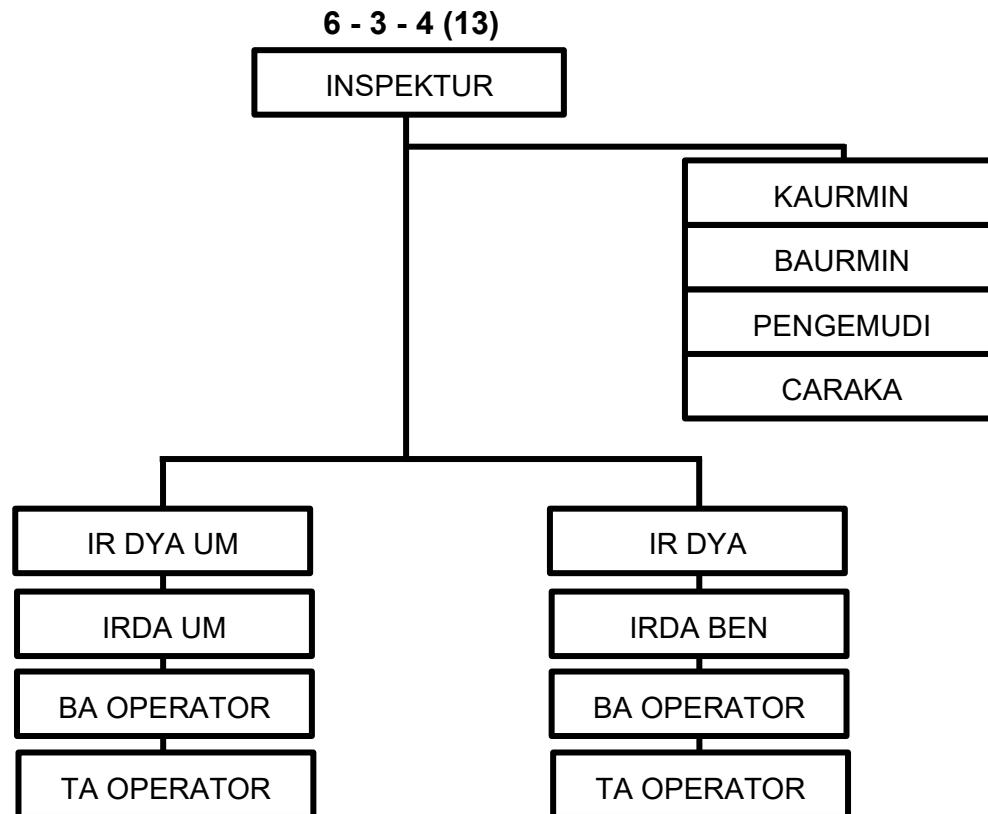 6 - 3 - 4 (13)
INSPEKTUR
KAURMIN
BAURMIN
PENGEMUDI
CARAKA
IR DYA UM
IRDA UM
BA OPERATOR
TA OPERATOR
IR DYA
IRDA BEN
BA OPERATOR
TA OPERATOR